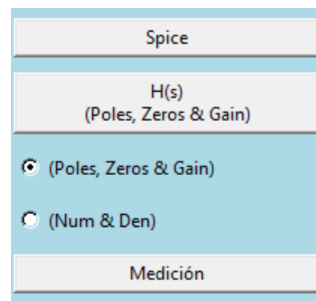 Spice
H(s)
(Poles, Zeros & Gain)
(Poles, Zeros & Gain)
(Num & Den)
Medición